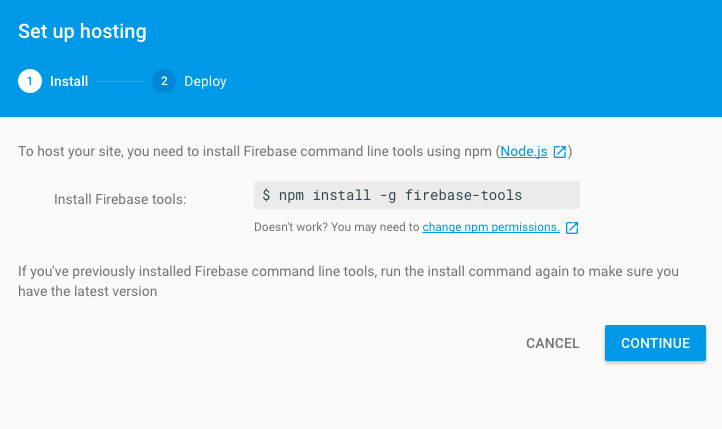 Set up hosting
1 Install 2 Deploy
To host your site, you need to install Firebase command line tools using npm (Node.js )
Install Firebase tools: $ npm install -g firebase-tools
Doesn't work? You may need to change npm permissions.
If you've previously installed Firebase command line tools, run the install command again to make sure you
have the latest version
CANCEL CONTINUE